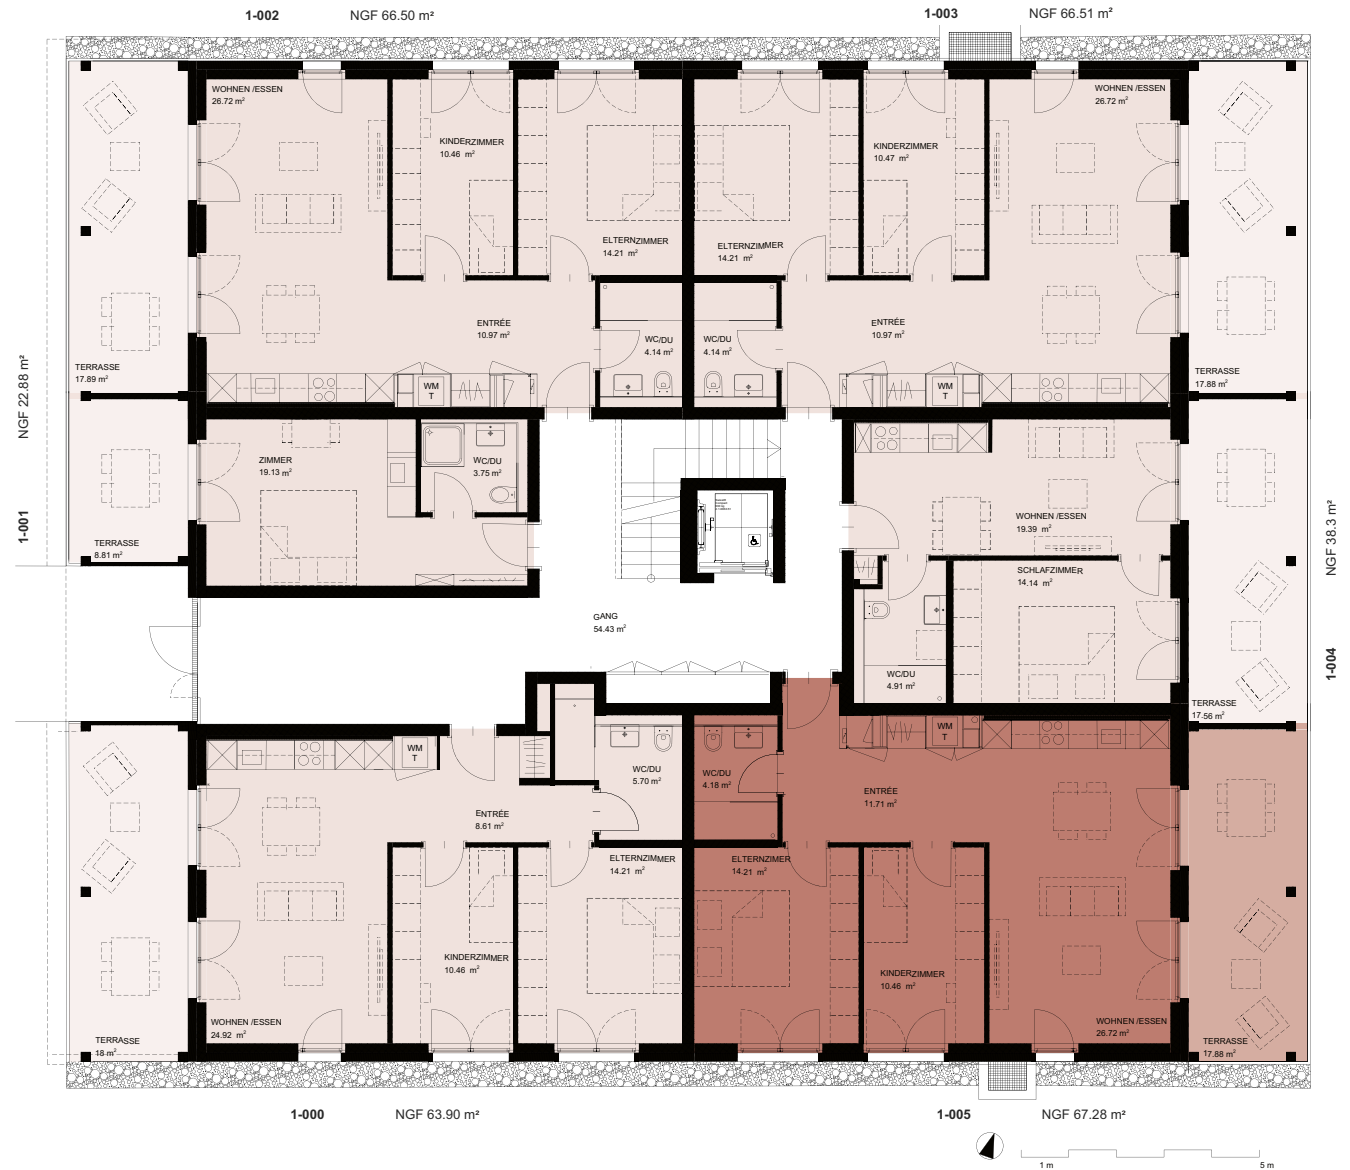 1-002 NGF 66.50 m²
1-003 NGF 66.51 m²
WOHNEN /ESSEN
26.72 m²
KINDERZIMMER
10.46 m²
ELTERNZIMMER
14.21 m²
ELTERNZIMMER
14.21 m²
KINDERZIMMER
10.47 m²
WOHNEN /ESSEN
26.72 m²
ENTRÉE
10.97 m²
WC/DU
4.14 m²
WC/DU
4.14 m²
ENTRÉE
10.97 m²
TERRASSE
17.89 m²
WM
T
WM
T
TERRASSE
17.88 m²
NGF 22.88 m²
1-001
ZIMMER
19.13 m²
WC/DU
3.75 m²
TERRASSE
8.81 m²
WOHNEN /ESSEN
19.39 m²
SCHLAFZIMMER
14.14 m²
NGF 38.3 m²
1-004
GANG
54.43 m²
WC/DU
4.91 m²
TERRASSE
17.56 m²
WM
T
WM
T
WC/DU
5.70 m²
WC/DU
4.18 m²
ENTRÉE
8.61 m²
ENTRÉE
11.71 m²
ELTERNZIMMER
14.21 m²
ELTERNZIMER
14.21 m²
KINDERZIMMER
10.46 m²
KINDERZIMMER
10.46 m²
WOHNEN /ESSEN
24.92 m²
WOHNEN /ESSEN
26.72 m²
TERRASSE
18 m²
TERRASSE
17.88 m²
1-000 NGF 63.90 m²
1-005 NGF 67.28 m²
1 m 5 m